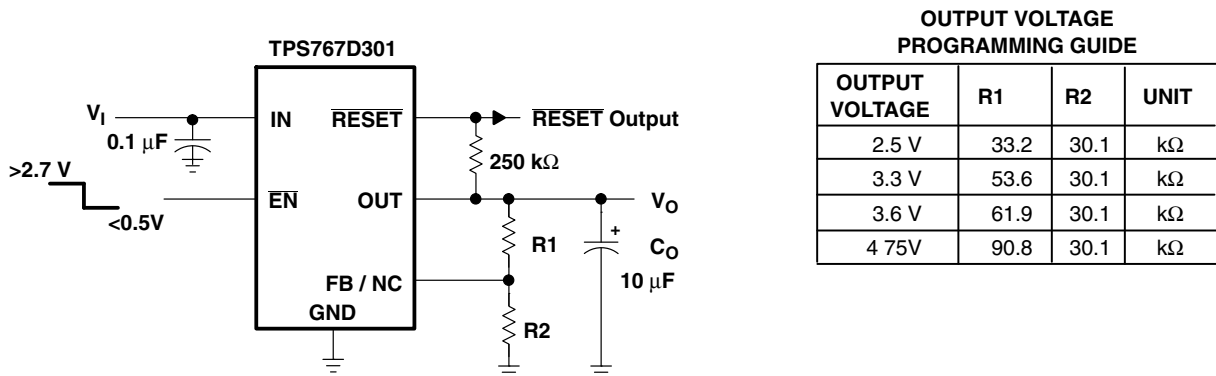 TPS767D301
V_I
0.1 μF
IN
RESET
RESET Output
250 kΩ
>2.7 V
<0.5V
EN
OUT
V_O
R1
+
C_O
10 μF
FB / NC
GND
R2
OUTPUT VOLTAGE
PROGRAMMING GUIDE
OUTPUT VOLTAGE R1 R2 UNIT
2.5 V 33.2 30.1 kΩ
3.3 V 53.6 30.1 kΩ
3.6 V 61.9 30.1 kΩ
4 75V 90.8 30.1 kΩ